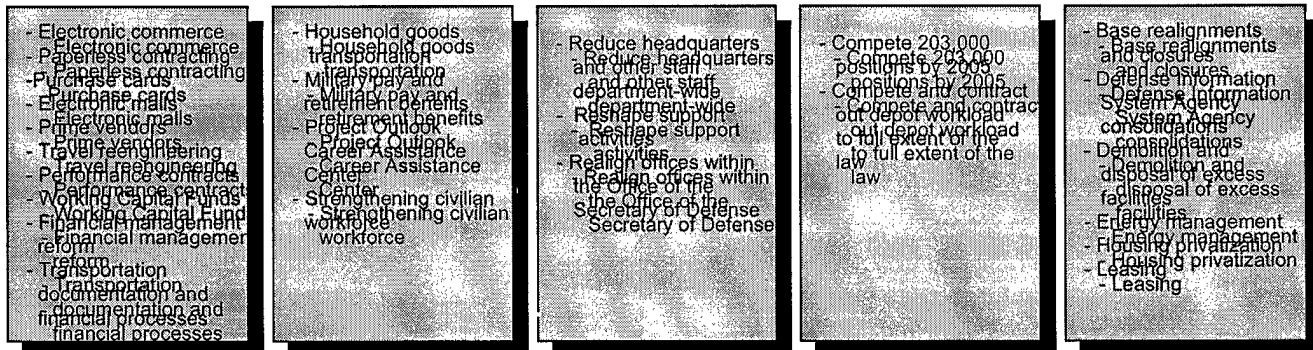 - Electronic commerce
- Paperless contracting
-Purchase cards
- Electronic malls
- Prime vendors
- Travel reengineering
- Performance contracts
- Working Capital Funds
- Financial management
reform
- Transportation
documentation and
financial processes
- Household goods
transportation
- Military pay and
retirement benefits
- Project Outlook
Career Assistance
Center
- Strengthening civilian
workforce
- Reduce headquarters
and other staff
department-wide
- Reshape support
activities
- Realign offices within
the Office of the
Secretary of Defense
- Compete 203,000
positions by 2005
- Compete and contract
out depot workload
to full extent of the
law
- Base realignments
and closures
- Defense Information
System Agency
consolidations
- Demolition and
disposal of excess
facilities
- Energy management
- Housing privatization
- Leasing